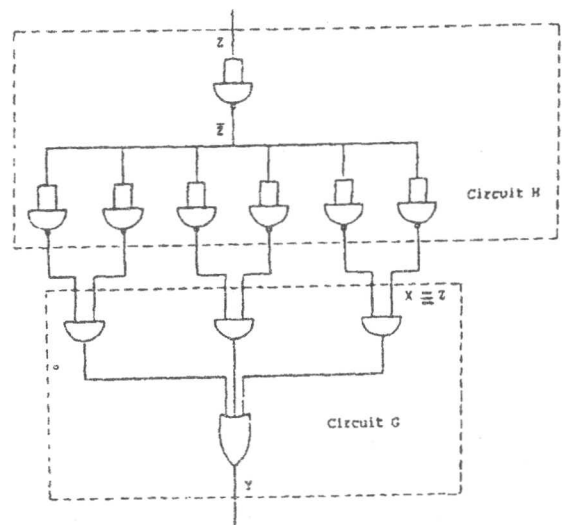 Z
Z̄
Circuit H
X ≡ Z
Circuit G
Y